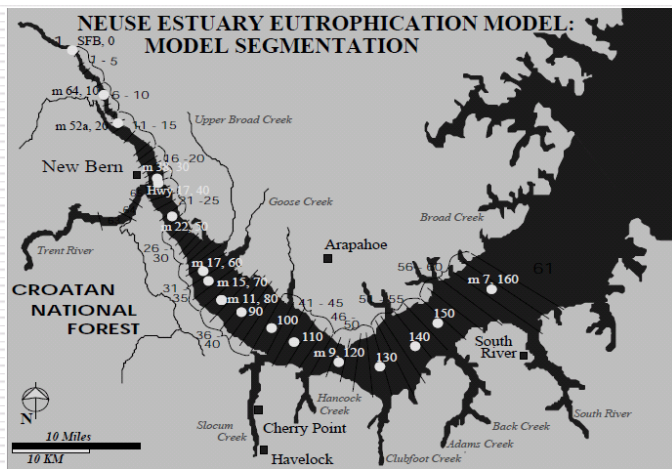 NEUSE ESTUARY EUTROPHICATION MODEL:
MODEL SEGMENTATION
SFB, 0
1 - 5
m 64, 10
6 - 10
m 52a, 20
11 - 15
Upper Broad Creek
16 -20
New Bern
30
Hwy 17, 40
21 -25
Goose Creek
m 22, 50
Broad Creek
Trent River
26 -
30
Arapahoe
m 17, 60
56 - 60
61
m 7, 160
m 15, 70
CROATAN
NATIONAL
FOREST
31
35
m 11, 80
41 - 45
51 - 55
90
46 -
50
150
100
36 -
40
110
140
South
River
m 9, 120
130
Hancock
Creek
N
Slocum
Creek
Cherry Point
South River
Back Creek
Adams Creek
Clubfoot Creek
10 Miles
10 KM
Havelock